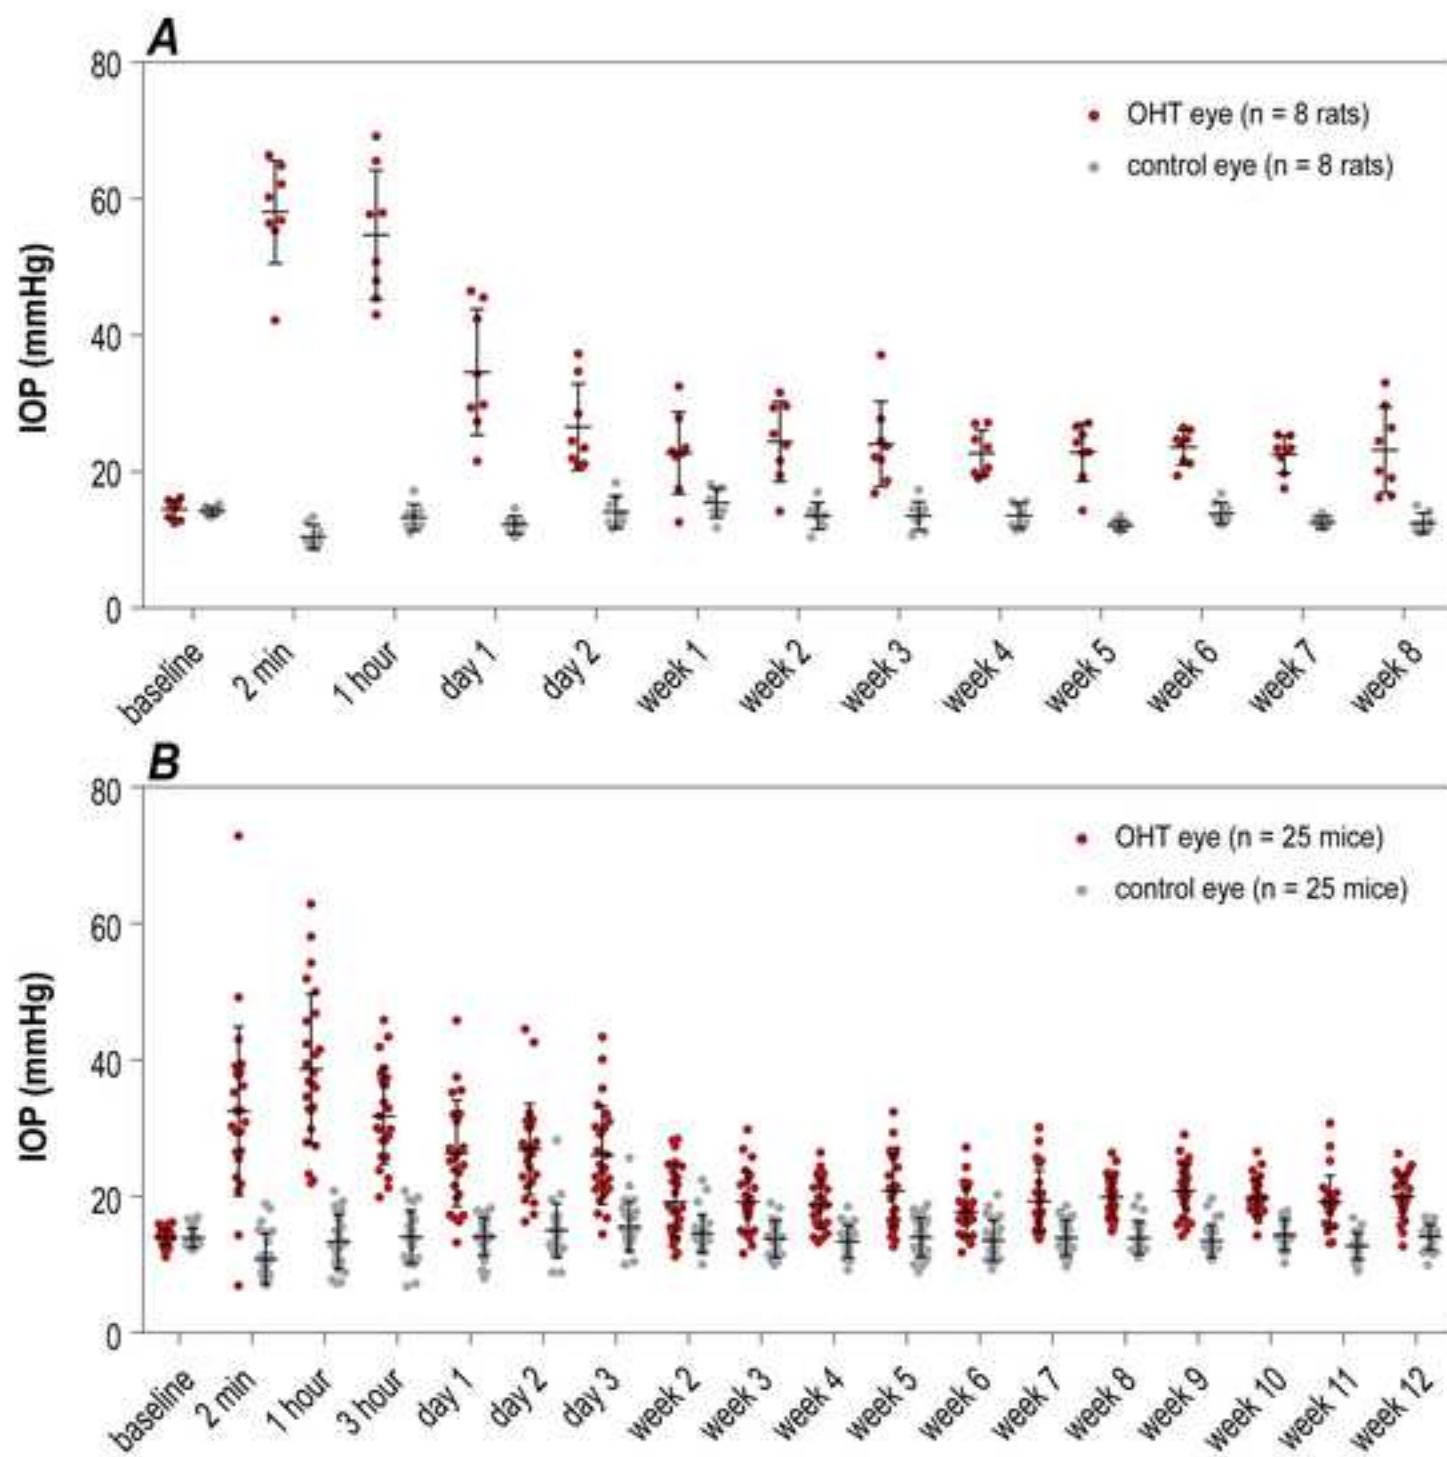 A
80
60
40
20
0
IOP (mmHg)
OHT eye (n = 8 rats)
control eye (n = 8 rats)
baseline
2 min
1 hour
day 1
day 2
week 1
week 2
week 3
week 4
week 5
week 6
week 7
week 8
B
80
60
40
20
0
IOP (mmHg)
OHT eye (n = 25 mice)
control eye (n = 25 mice)
baseline
2 min
1 hour
3 hour
day 1
day 2
day 3
week 2
week 3
week 4
week 5
week 6
week 7
week 8
week 9
week 10
week 11
week 12